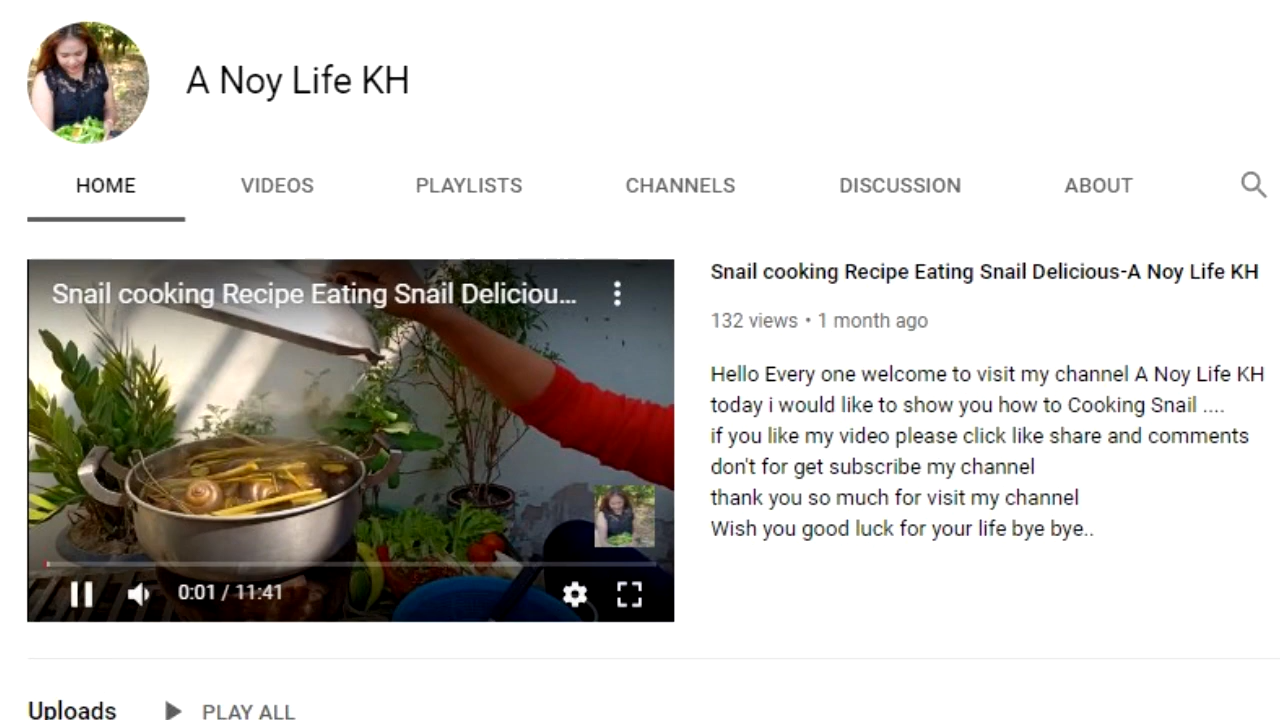 A Noy Life KH
HOME VIDEOS PLAYLISTS CHANNELS DISCUSSION ABOUT
Snail cooking Recipe Eating Snail Deliciou...
0:01 / 11:41
Snail cooking Recipe Eating Snail Delicious-A Noy Life KH
132 views • 1 month ago
Hello Every one welcome to visit my channel A Noy Life KH
today i would like to show you how to Cooking Snail ....
if you like my video please click like share and comments
don't for get subscribe my channel
thank you so much for visit my channel
Wish you good luck for your life bye bye..
Uploads PLAY ALL